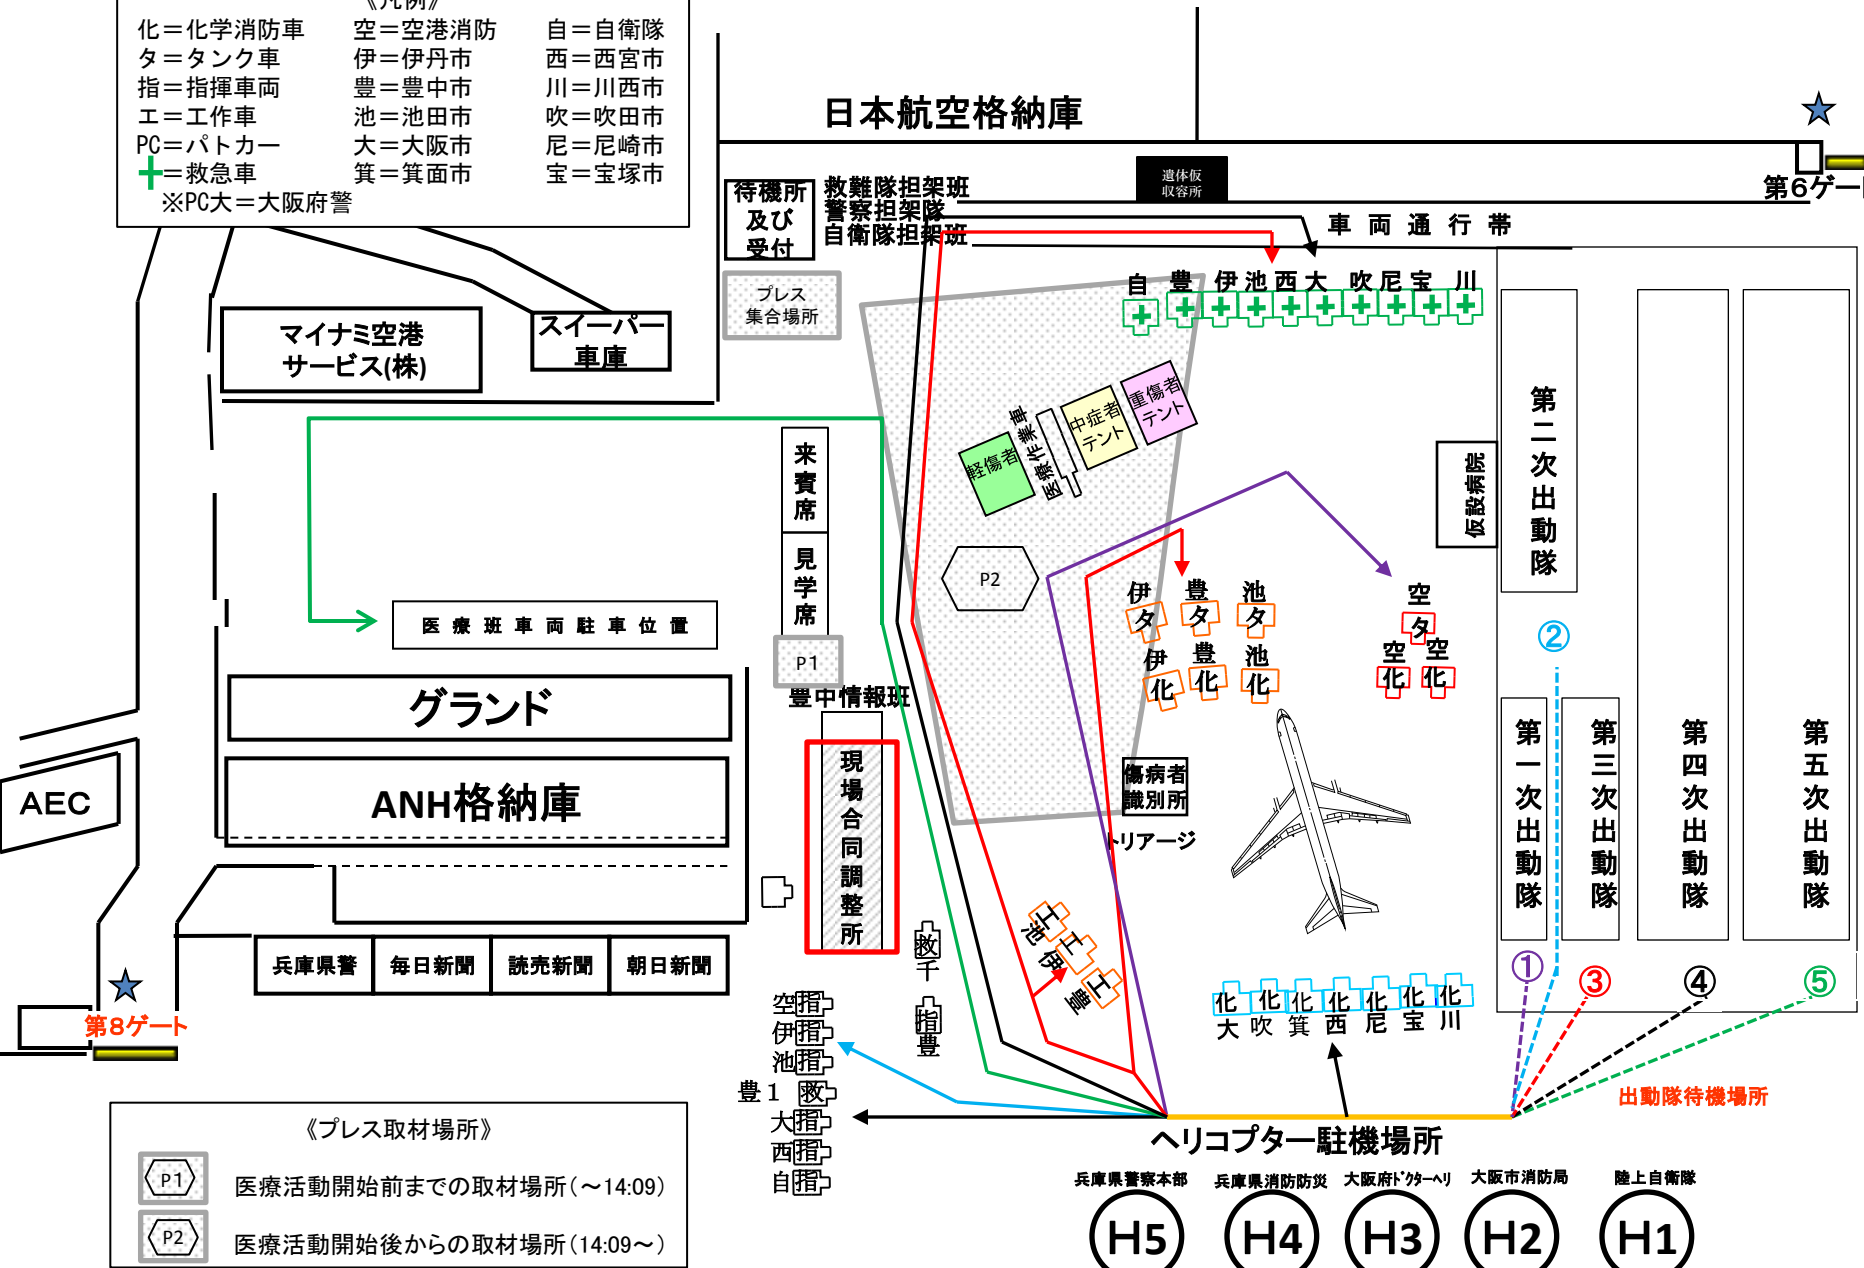 《凡例》
化＝化学消防車 空＝空港消防 自＝自衛隊
タ＝タンク車 伊＝伊丹市 西＝西宮市
指＝指揮車両 豊＝豊中市 川＝川西市
エ＝工作車 池＝池田市 吹＝吹田市
PC＝パトカー 大＝大阪市 尼＝尼崎市
＝救急車 箕＝箕面市 宝＝宝塚市
※PC大＝大阪府警
日本航空格納庫
遺体仮
収容所
第6ゲート
待機所
及び
受付
救難隊担架班
警察担架隊
自衛隊担架班
車両通行帯
プレス
集合場所
自 豊 伊 池 西 大 吹 尼 宝 川
マイナミ空港
サービス(株)
スイーパー
車庫
重傷者
テント
中症者
テント
医療作業車
軽傷者
来賓席
見学席
仮設病院
第二次出動隊
P2
伊 豊 池
タ タ タ
伊 豊 池
化 化 化
空
タ
空 空
化 化
②
医療班車両駐車位置
P1
豊中情報班
グランド
ANH格納庫
AEC
現場合同調整所
傷病者
識別所
トリアージ
第一次出動隊
第三次出動隊
第四次出動隊
第五次出動隊
① ③ ④ ⑤
兵庫県警 毎日新聞 読売新聞 朝日新聞
第8ゲート
救
千
指
豊
エ
池
エ
伊
エ
豊
化 化 化 化 化 化 化
大 吹 箕 西 尼 宝 川
空指
伊指
池指
豊1 救
大指
西指
自指
出動隊待機場所
ヘリコプター駐機場所
兵庫県警察本部 兵庫県消防防災 大阪府ドクターヘリ 大阪市消防局 陸上自衛隊
H5 H4 H3 H2 H1
《プレス取材場所》
P1 医療活動開始前までの取材場所(～14:09)
P2 医療活動開始後からの取材場所(14:09～)